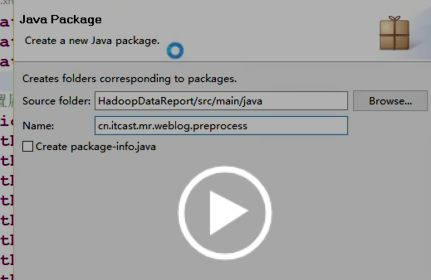 Java Package
Create a new Java package.
Creates folders corresponding to packages.
Source folder: HadoopDataReport/src/main/java Browse...
Name: cn.itcast.mr.weblog.preprocess
Create package-info.java